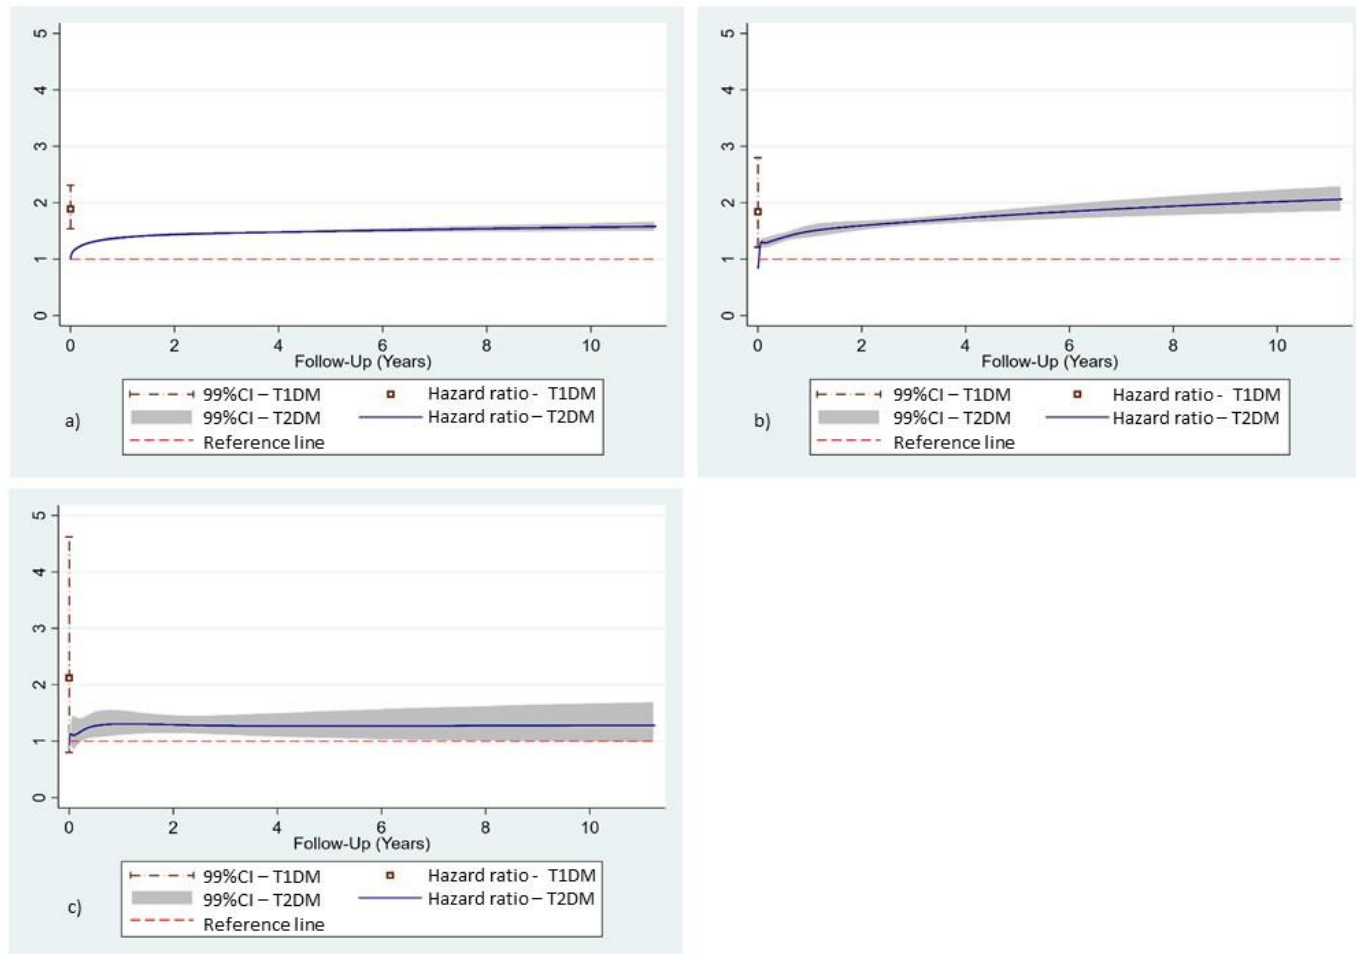 5
4
3
2
1
0
0 2 4 6 8 10
Follow-Up (Years)
99%CI – T1DM Hazard ratio - T1DM
99%CI – T2DM Hazard ratio – T2DM
Reference line
a)
5
4
3
2
1
0
0 2 4 6 8 10
Follow-Up (Years)
99%CI – T1DM Hazard ratio - T1DM
99%CI – T2DM Hazard ratio – T2DM
Reference line
b)
5
4
3
2
1
0
0 2 4 6 8 10
Follow-Up (Years)
99%CI – T1DM Hazard ratio - T1DM
99%CI – T2DM Hazard ratio – T2DM
Reference line
c)